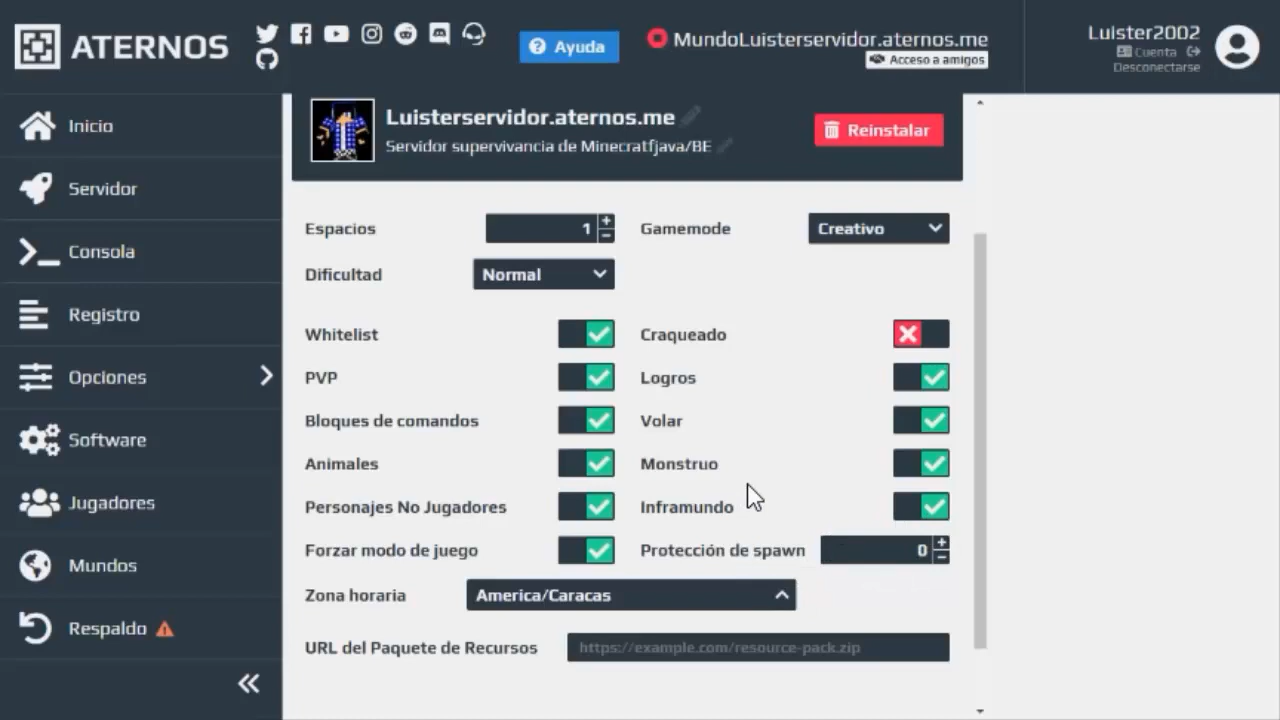 ATERNOS
Ayuda
MundoLuisterservidor.aternos.me
Acceso a amigos
Luister2002
Cuenta
Desconectarse
Inicio
Servidor
Consola
Registro
Opciones
Software
Jugadores
Mundos
Respaldo
Luisterservidor.aternos.me
Servidor supervivancia de Minecratfjava/BE
Reinstalar
Espacios 1 Gamemode Creativo
Dificultad Normal
Whitelist Craqueado
PVP Logros
Bloques de comandos Volar
Animales Monstruo
Personajes No Jugadores Inframundo
Forzar modo de juego Protección de spawn 0
Zona horaria America/Caracas
URL del Paquete de Recursos https://example.com/resource-pack.zip